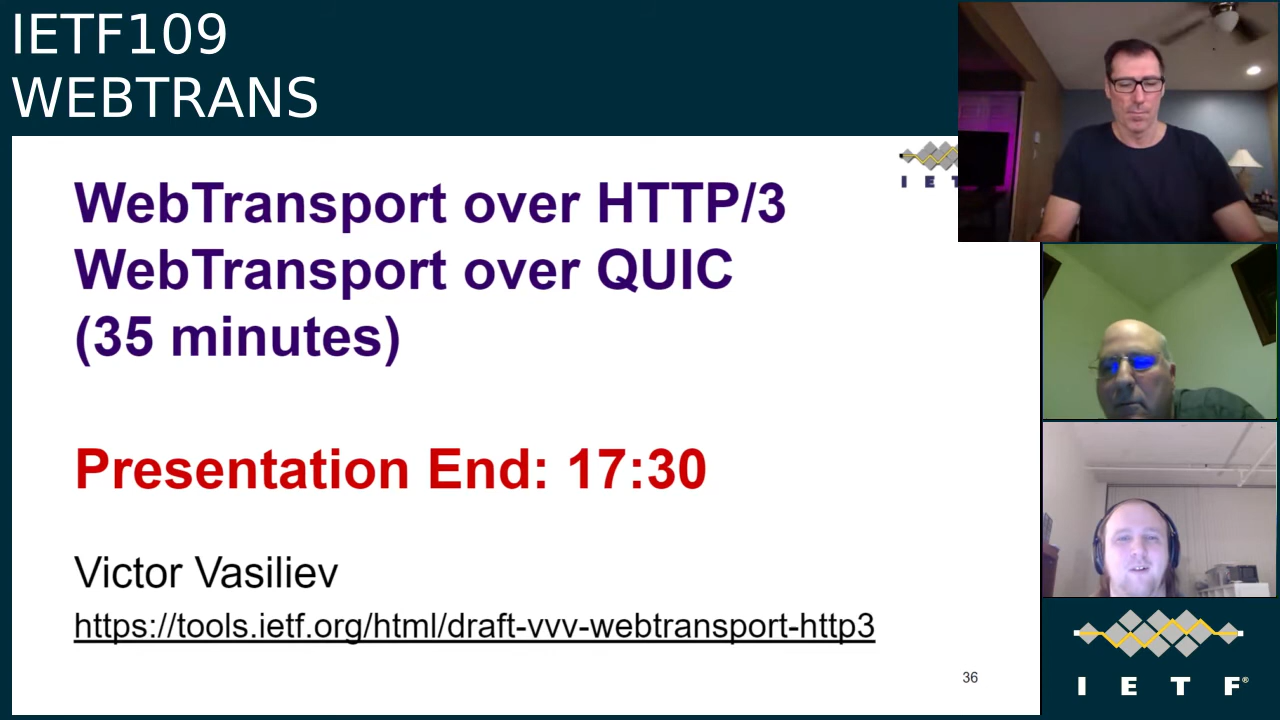 IETF109
WEBTRANS
I E T
WebTransport over HTTP/3
WebTransport over QUIC
(35 minutes)
Presentation End: 17:30
Victor Vasiliev
https://tools.ietf.org/html/draft-vvv-webtransport-http3
36
I E T F®